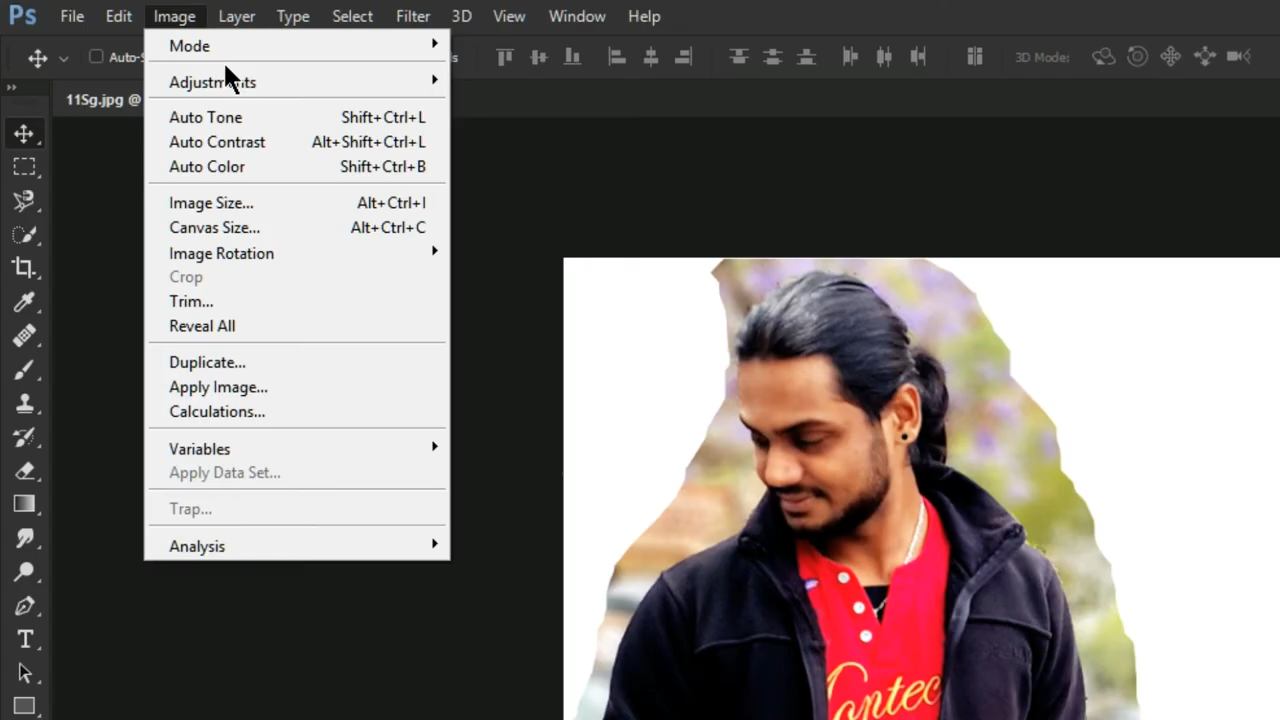 Ps File Edit Image Layer Type Select Filter 3D View Window Help
3D Mode:
11Sg.jpg @
Mode
Adjustments
Auto Tone Shift+Ctrl+L
Auto Contrast Alt+Shift+Ctrl+L
Auto Color Shift+Ctrl+B
Image Size... Alt+Ctrl+I
Canvas Size... Alt+Ctrl+C
Image Rotation
Crop
Trim...
Reveal All
Duplicate...
Apply Image...
Calculations...
Variables
Apply Data Set...
Trap...
Analysis